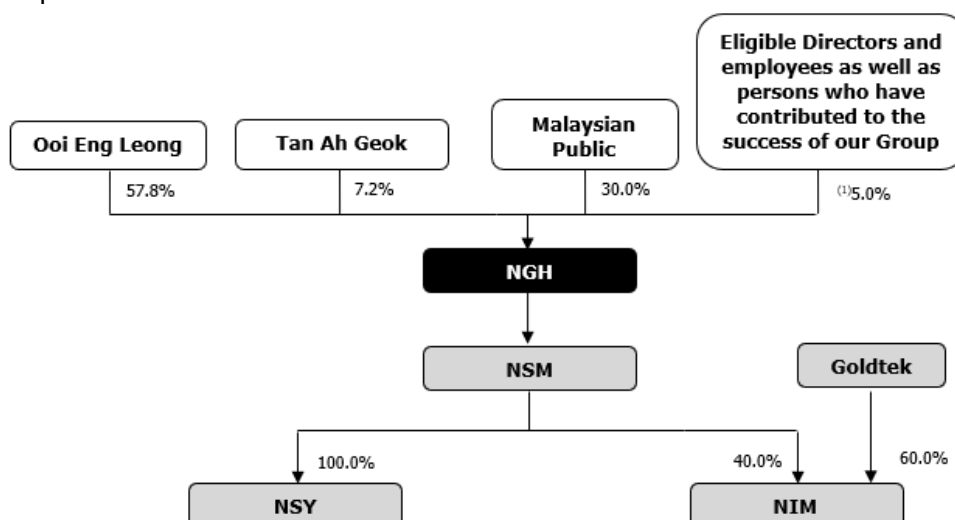 Eligible Directors and
employees as well as
persons who have
contributed to the
success of our Group
Ooi Eng Leong
Tan Ah Geok
Malaysian
Public
57.8%
7.2%
30.0%
(1)5.0%
NGH
NSM
Goldtek
100.0%
40.0%
60.0%
NSY
NIM